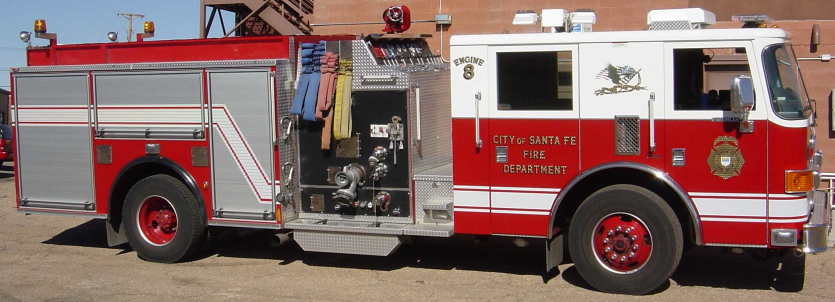 ENGINE
8
CITY OF SANTA FE
FIRE
DEPARTMENT